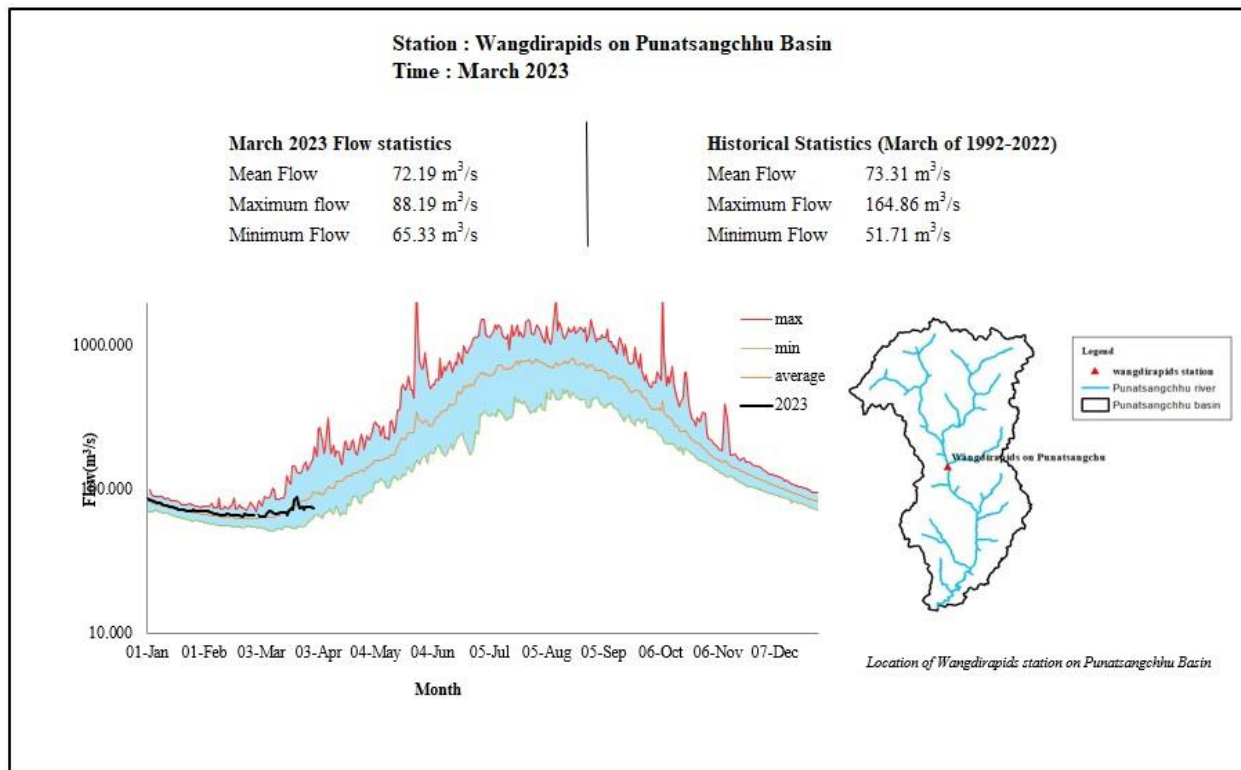 Station : Wangdirapids on Punatsangchhu Basin
Time : March 2023
March 2023 Flow statistics
Mean Flow 72.19 m³/s
Maximum flow 88.19 m³/s
Minimum Flow 65.33 m³/s
Historical Statistics (March of 1992-2022)
Mean Flow 73.31 m³/s
Maximum Flow 164.86 m³/s
Minimum Flow 51.71 m³/s
1000.000
100.000
10.000
Flow(m³/s)
01-Jan 01-Feb 03-Mar 03-Apr 04-May 04-Jun 05-Jul 05-Aug 05-Sep 06-Oct 06-Nov 07-Dec
Month
max
min
average
2023
Legend
wangdirapids station
Punatsangchhu river
Punatsangchhu basin
Wangdirapids on Punatsangchu
Location of Wangdirapids station on Punatsangchhu Basin